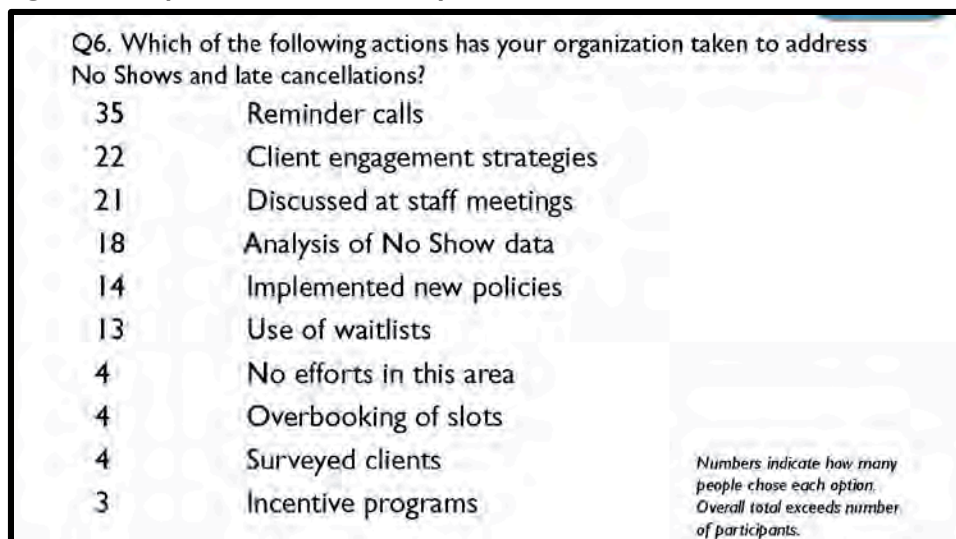 Q6. Which of the following actions has your organization taken to address
No Shows and late cancellations?
35 Reminder calls
22 Client engagement strategies
21 Discussed at staff meetings
18 Analysis of No Show data
14 Implemented new policies
13 Use of waitlists
4 No efforts in this area
4 Overbooking of slots
4 Surveyed clients
3 Incentive programs
Numbers indicate how many
people chose each option.
Overall total exceeds number
of participants.